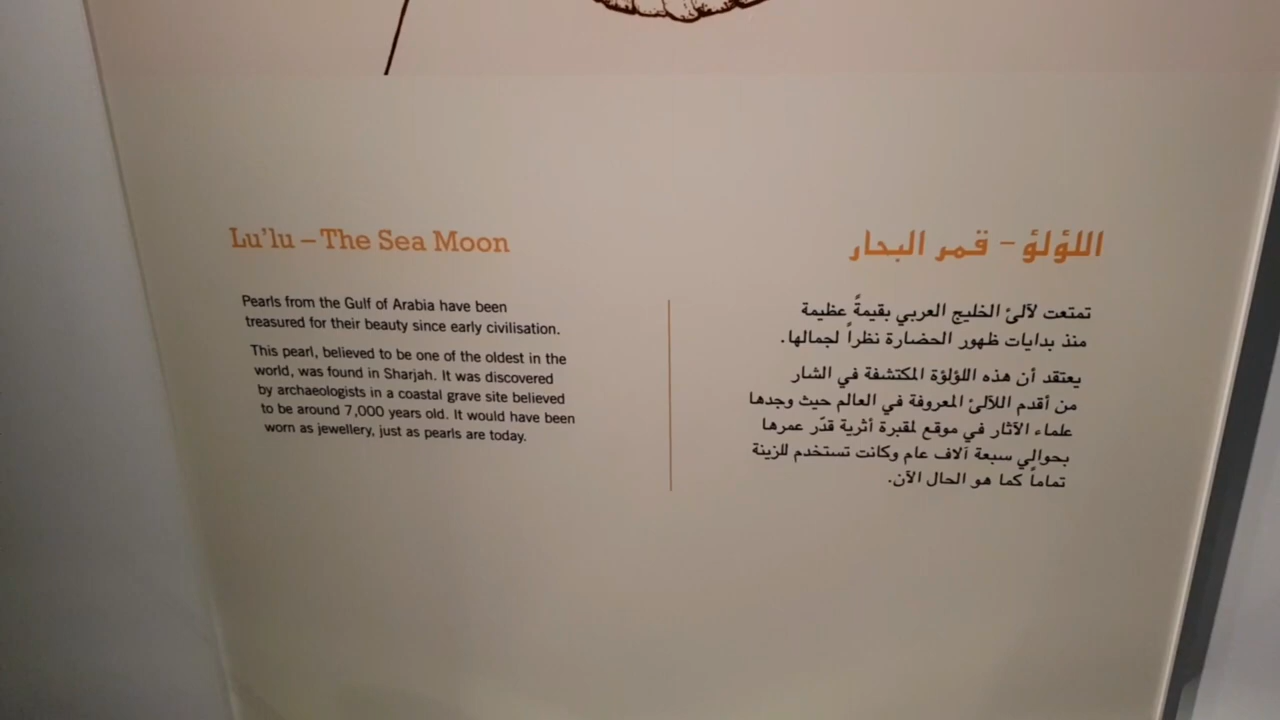 Lu'lu – The Sea Moon
Pearls from the Gulf of Arabia have been
treasured for their beauty since early civilisation.
This pearl, believed to be one of the oldest in the
world, was found in Sharjah. It was discovered
by archaeologists in a coastal grave site believed
to be around 7,000 years old. It would have been
worn as jewellery, just as pearls are today.
اللؤلؤ – قمر البحار
تمتعت لآلئ الخليج العربي بقيمةً عظيمة
منذ بدايات ظهور الحضارة نظراً لجمالها.
يعتقد أن هذه اللؤلؤة المكتشفة في الشار
من أقدم اللآلئ المعروفة في العالم حيث وجدها
علماء الآثار في موقع لمقبرة أثرية قدّر عمرها
بحوالي سبعة آلاف عام وكانت تستخدم للزينة
تماماً كما هو الحال الآن.